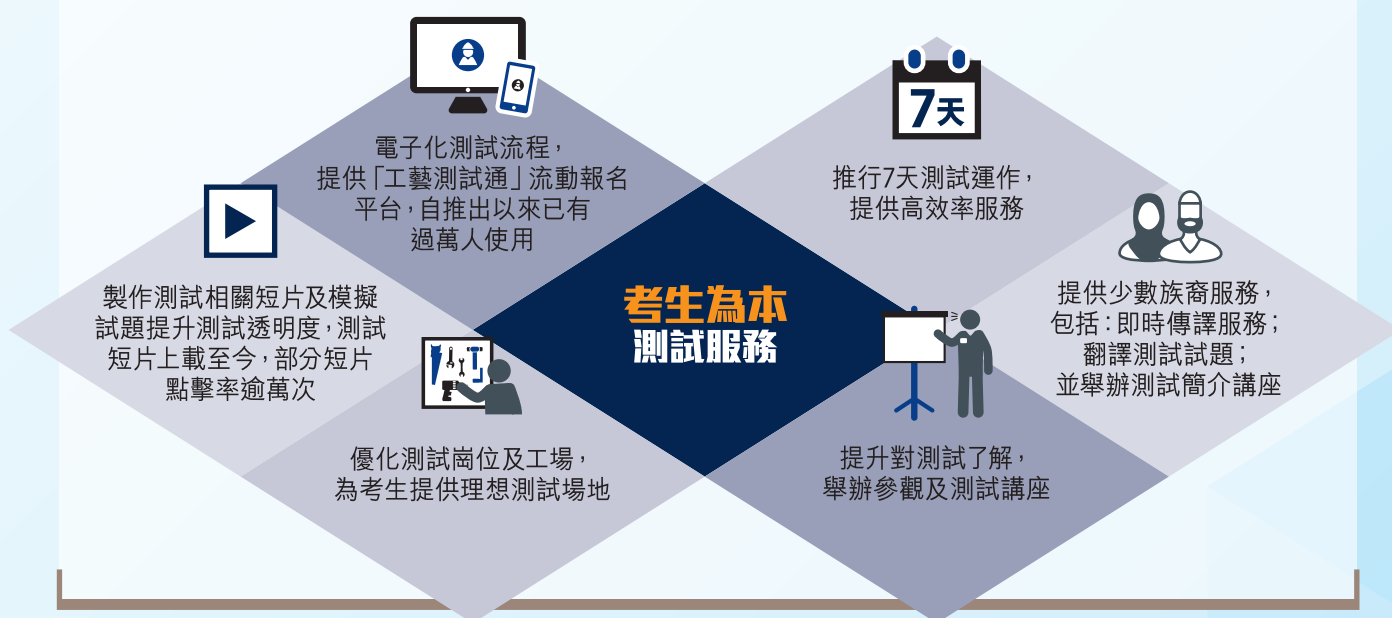 電子化測試流程，
提供「工藝測試通」流動報名
平台，自推出以來已有
過萬人使用
7天
推行7天測試運作，
提供高效率服務
製作測試相關短片及模擬
試題提升測試透明度，測試
短片上載至今，部分短片
點擊率逾萬次
考生為本
測試服務
提供少數族裔服務，
包括：即時傳譯服務；
翻譯測試試題；
並舉辦測試簡介講座
優化測試崗位及工場，
為考生提供理想測試場地
提升對測試了解，
舉辦參觀及測試講座